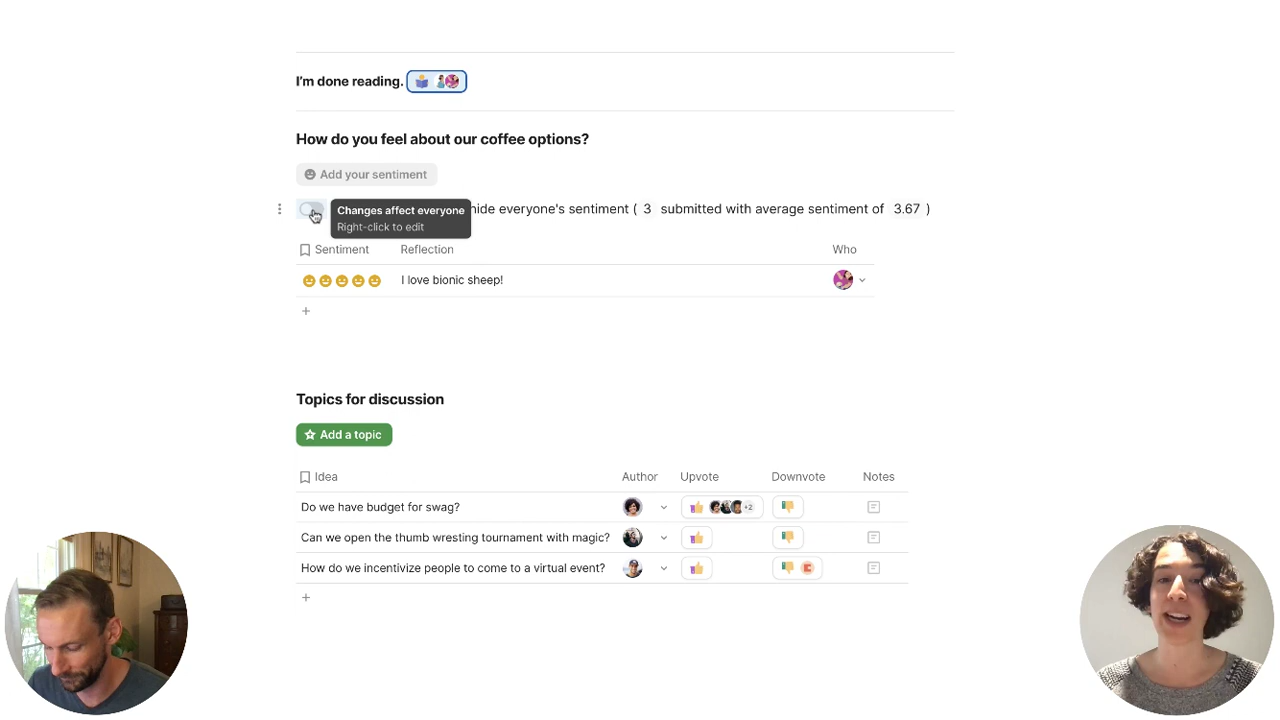 I'm done reading.
How do you feel about our coffee options?
Add your sentiment
Changes affect everyone
Right-click to edit
hide everyone's sentiment ( 3 submitted with average sentiment of 3.67 )
Sentiment Reflection Who
I love bionic sheep!
+
Topics for discussion
Add a topic
Idea Author Upvote Downvote Notes
Do we have budget for swag? +2
Can we open the thumb wresting tournament with magic?
How do we incentivize people to come to a virtual event?
+